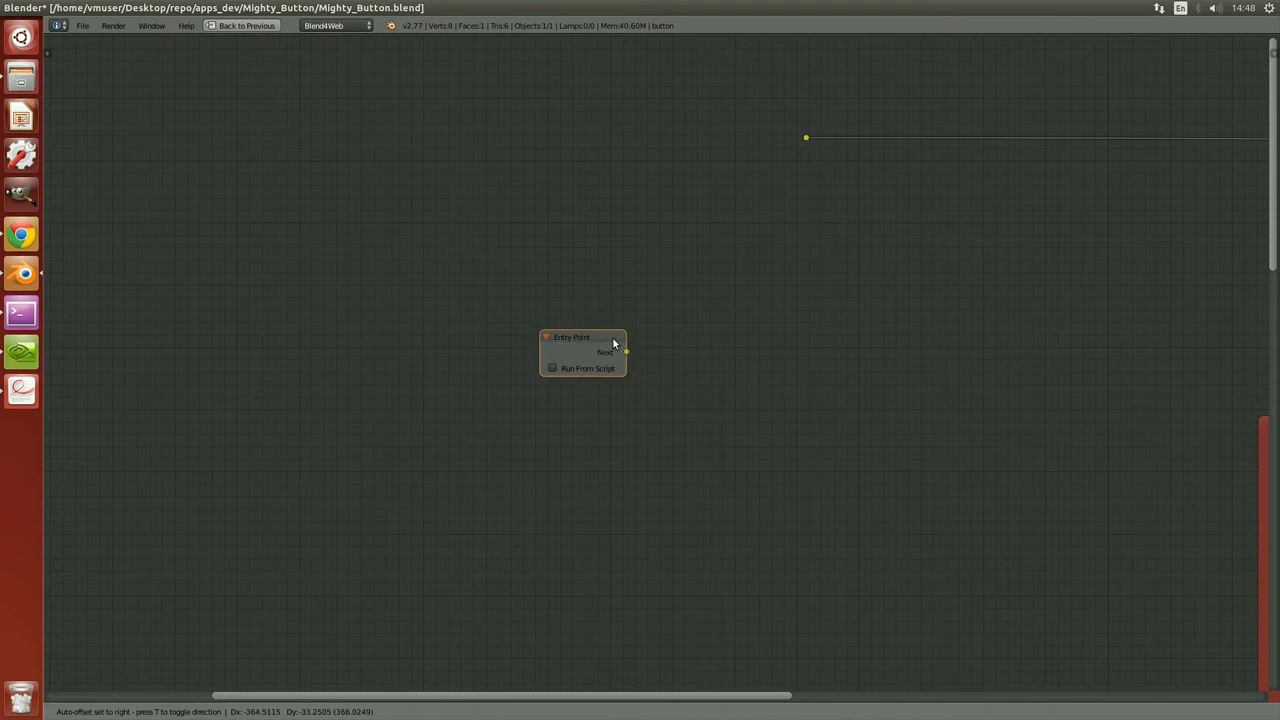 Blender* [/home/vmuser/Desktop/repo/apps_dev/Mighty_Button/Mighty_Button.blend]
En
14:48
File
Render
Window
Help
Back to Previous
Blend4Web
v2.77 | Verts:8 | Faces:1 | Tris:6 | Objects:1/1 | Lamps:0/0 | Mem:40.60M | button
Entry Point
Next
Run From Script
Auto-offset set to right - press T to toggle direction | Dx: -364.5115 Dy: -33.2505 (366.0249)